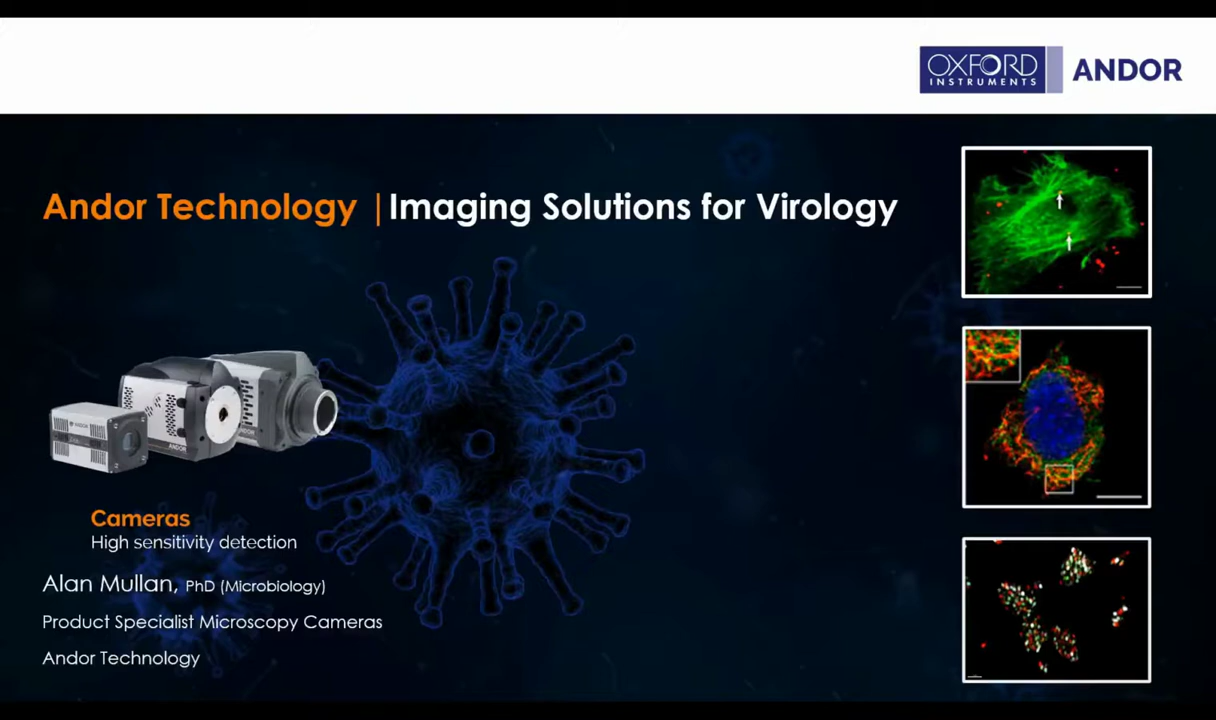 OXFORD
INSTRUMENTS
ANDOR
Andor Technology | Imaging Solutions for Virology
ANDOR
Cameras
High sensitivity detection
Alan Mullan, PhD (Microbiology)
Product Specialist Microscopy Cameras
Andor Technology